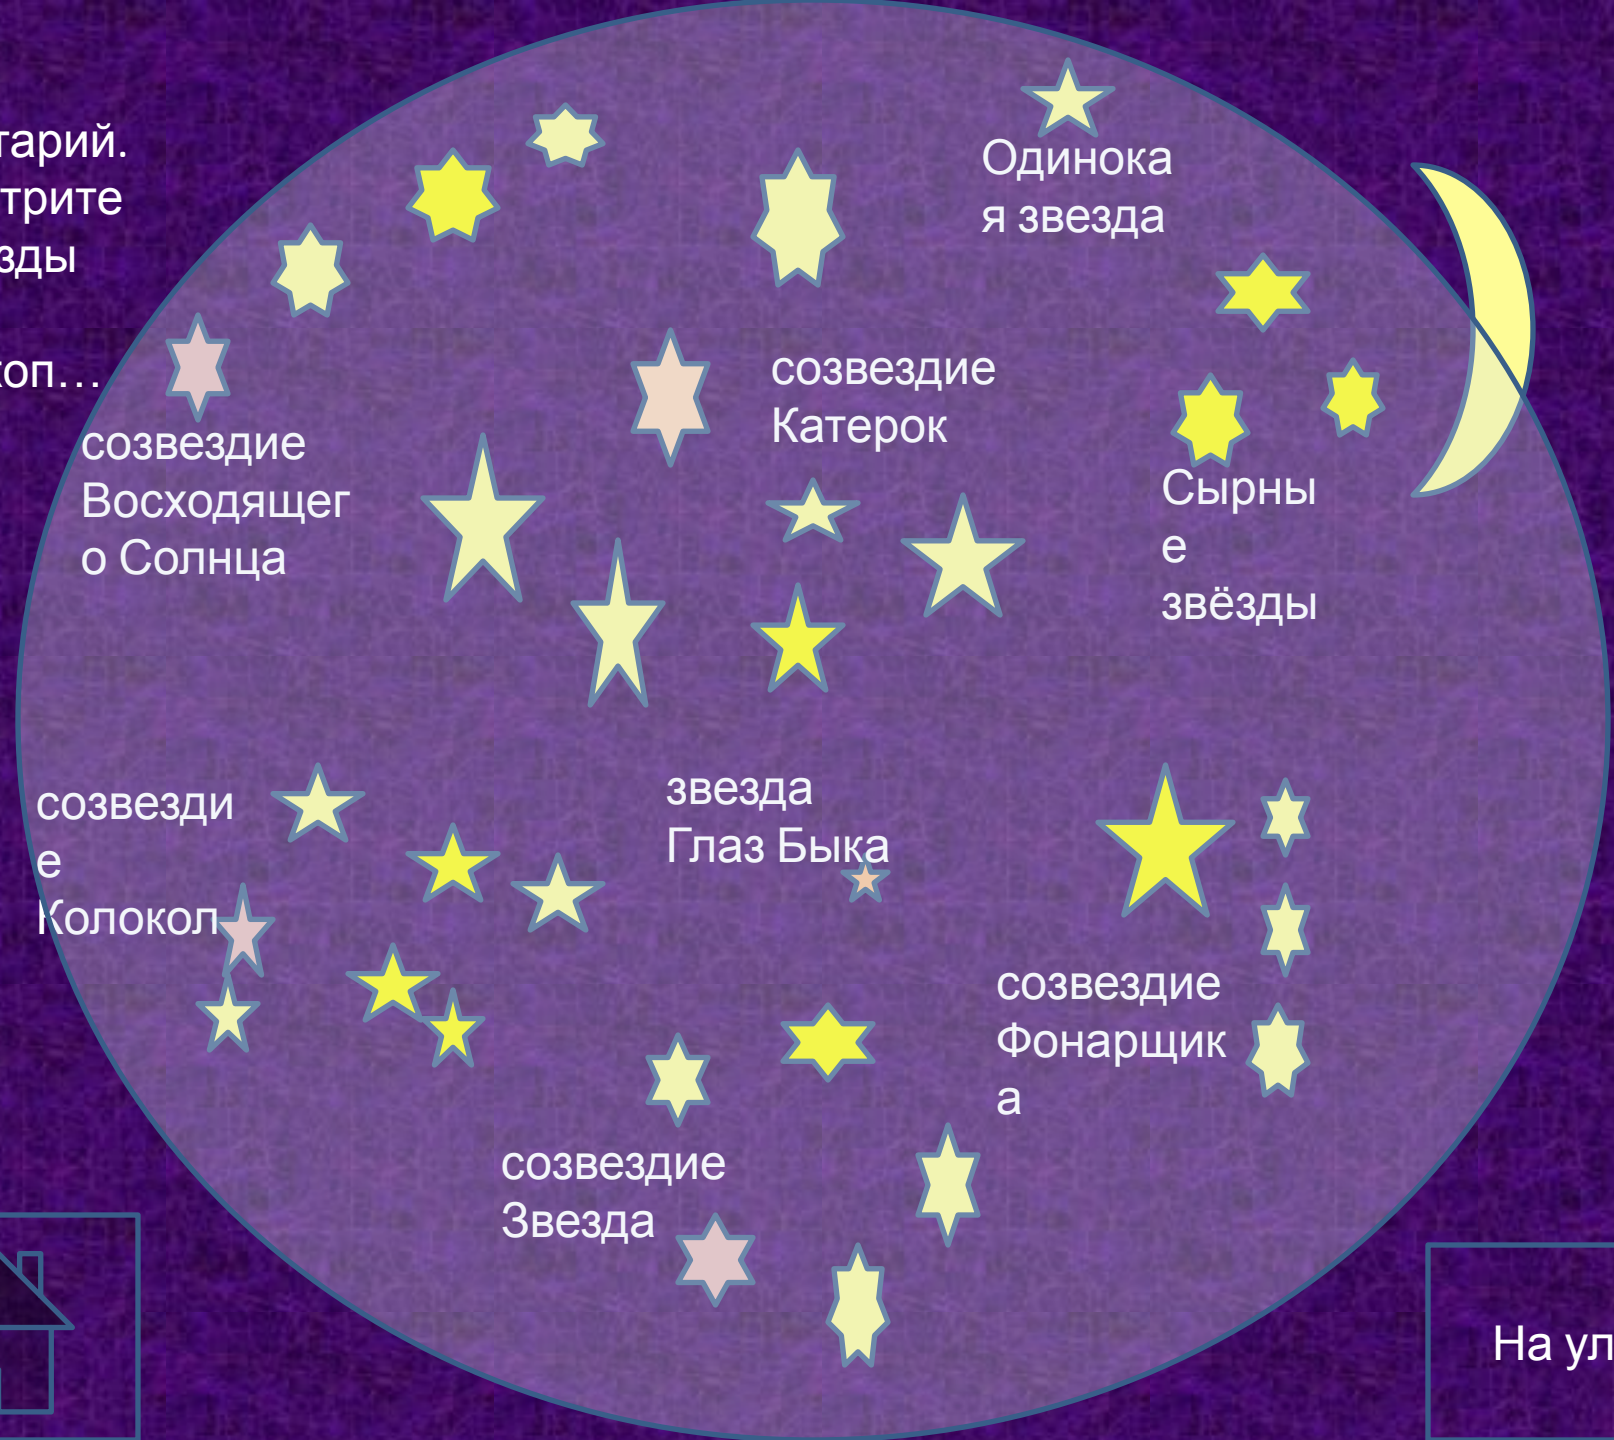 тарий.
трите
зды
коп…
Одинока
я звезда
созвездие
Катерок
созвездие
Восходящег
о Солнца
Сырны
е
звёзды
созвезди
е
Колокол
звезда
Глаз Быка
созвездие
Фонарщик
а
созвездие
Звезда
На ул